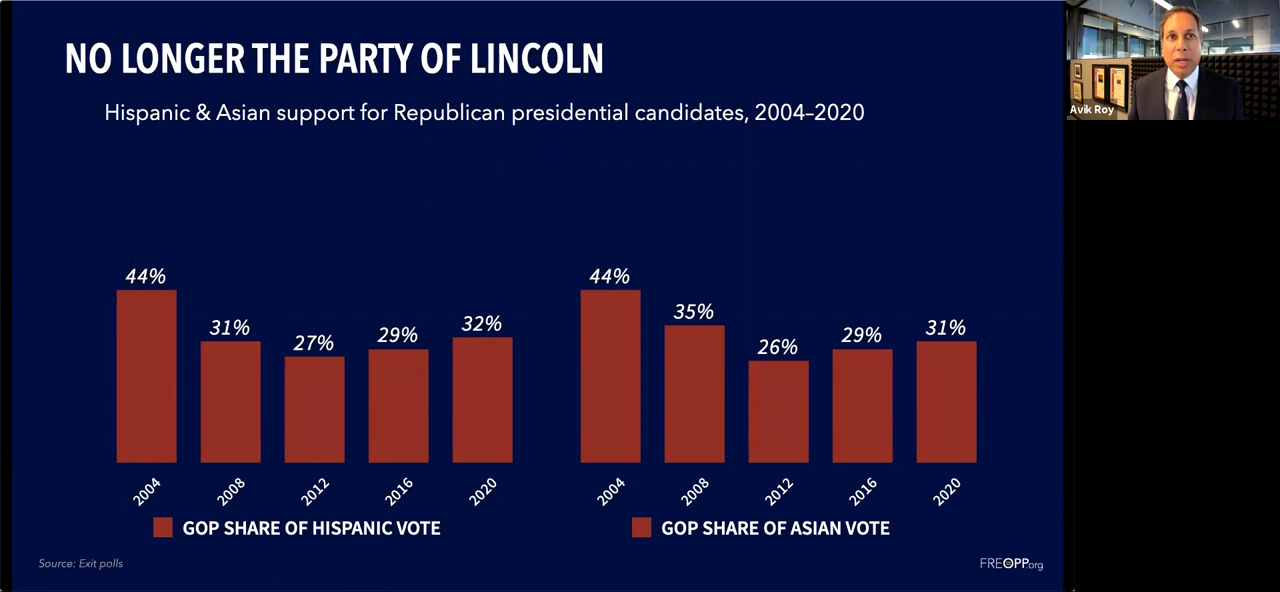 NO LONGER THE PARTY OF LINCOLN
Hispanic & Asian support for Republican presidential candidates, 2004–2020
44%
31%
27%
29%
32%
2004
2008
2012
2016
2020
GOP SHARE OF HISPANIC VOTE
44%
35%
26%
29%
31%
2004
2008
2012
2016
2020
GOP SHARE OF ASIAN VOTE
Source: Exit polls
FREOPP.org
Avik Roy